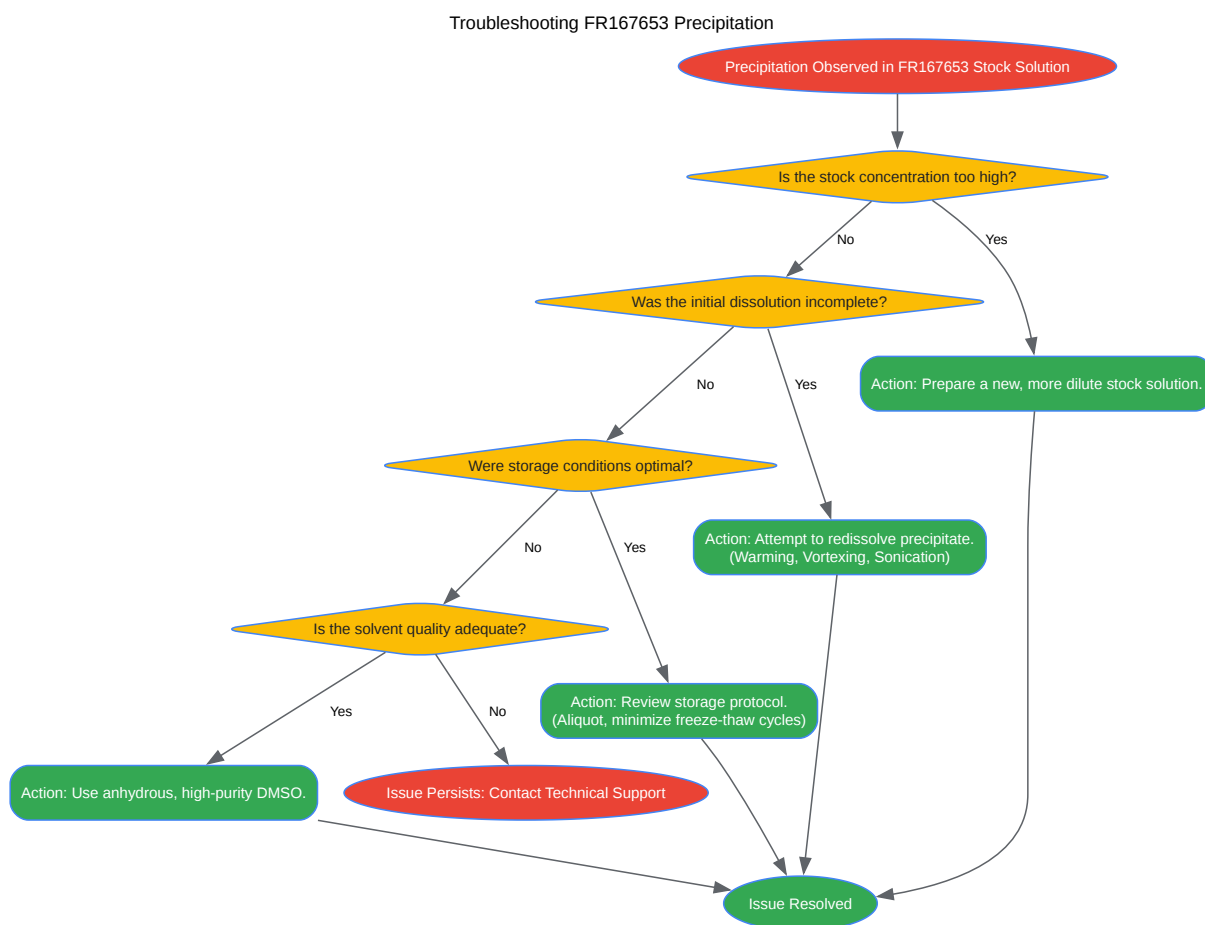 Troubleshooting FR167653 Precipitation
Precipitation Observed in FR167653 Stock Solution
Is the stock concentration too high?
No
Yes
Was the initial dissolution incomplete?
No
Yes
Action: Prepare a new, more dilute stock solution.
Were storage conditions optimal?
Action: Attempt to redissolve precipitate.
(Warming, Vortexing, Sonication)
No
Yes
Is the solvent quality adequate?
Action: Review storage protocol.
(Aliquot, minimize freeze-thaw cycles)
Yes
No
Action: Use anhydrous, high-purity DMSO.
Issue Persists: Contact Technical Support
Issue Resolved